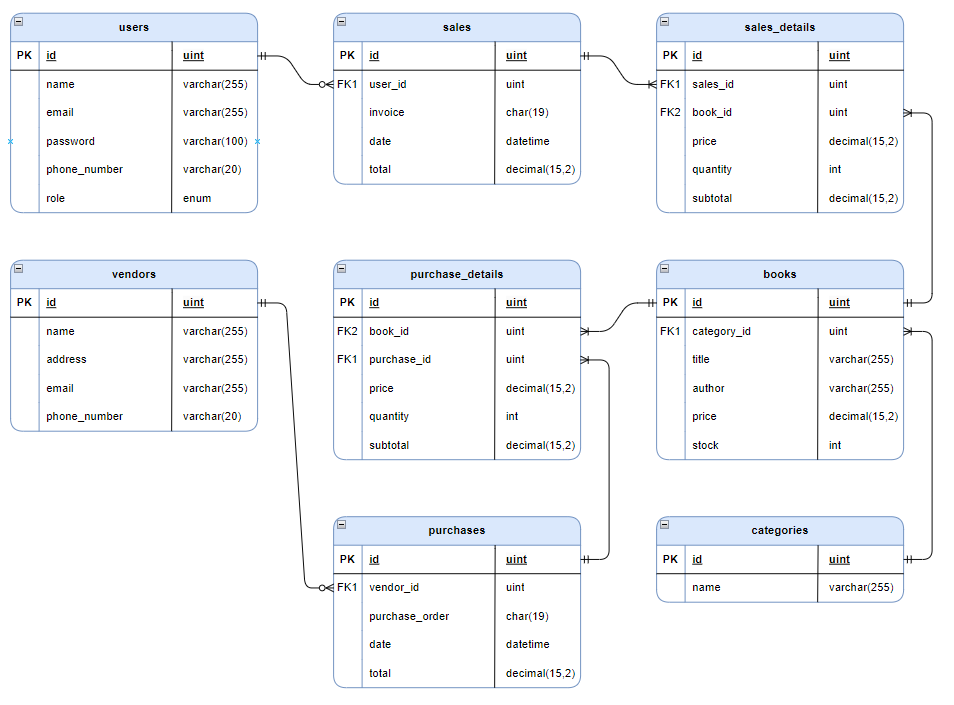 users
PK id uint
name varchar(255)
email varchar(255)
password varchar(100)
phone_number varchar(20)
role enum
sales
PK id uint
FK1 user_id uint
invoice char(19)
date datetime
total decimal(15,2)
sales_details
PK id uint
FK1 sales_id uint
FK2 book_id uint
price decimal(15,2)
quantity int
subtotal decimal(15,2)
vendors
PK id uint
name varchar(255)
address varchar(255)
email varchar(255)
phone_number varchar(20)
purchase_details
PK id uint
FK2 book_id uint
FK1 purchase_id uint
price decimal(15,2)
quantity int
subtotal decimal(15,2)
books
PK id uint
FK1 category_id uint
title varchar(255)
author varchar(255)
price decimal(15,2)
stock int
purchases
PK id uint
FK1 vendor_id uint
purchase_order char(19)
date datetime
total decimal(15,2)
categories
PK id uint
name varchar(255)